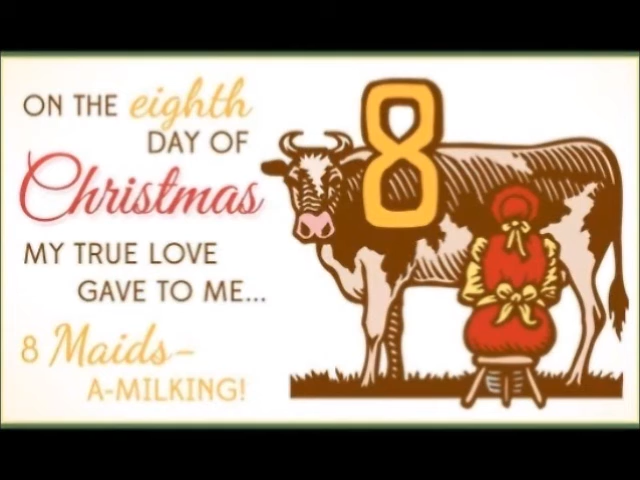 ON THE eighth
DAY OF
Christmas
MY TRUE LOVE
GAVE TO ME...
8 Maids-
A-MILKING!
8